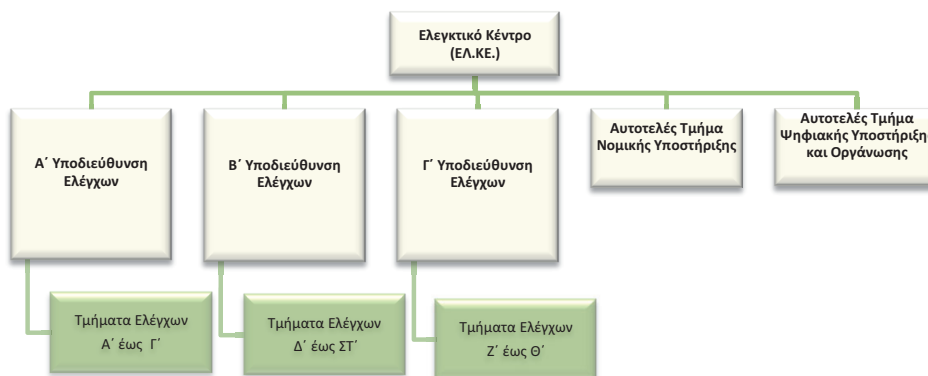 Ελεγκτικό Κέντρο
(ΕΛ.ΚΕ.)
Α΄ Υποδιεύθυνση
Ελέγχων
Β΄ Υποδιεύθυνση
Ελέγχων
Γ΄ Υποδιεύθυνση
Ελέγχων
Αυτοτελές Τμήμα
Νομικής Υποστήριξης
Αυτοτελές Τμήμα
Ψηφιακής Υποστήριξης
και Οργάνωσης
Τμήματα Ελέγχων
Α΄ έως Γ΄
Τμήματα Ελέγχων
Δ΄ έως ΣΤ΄
Τμήματα Ελέγχων
Ζ΄ έως Θ΄